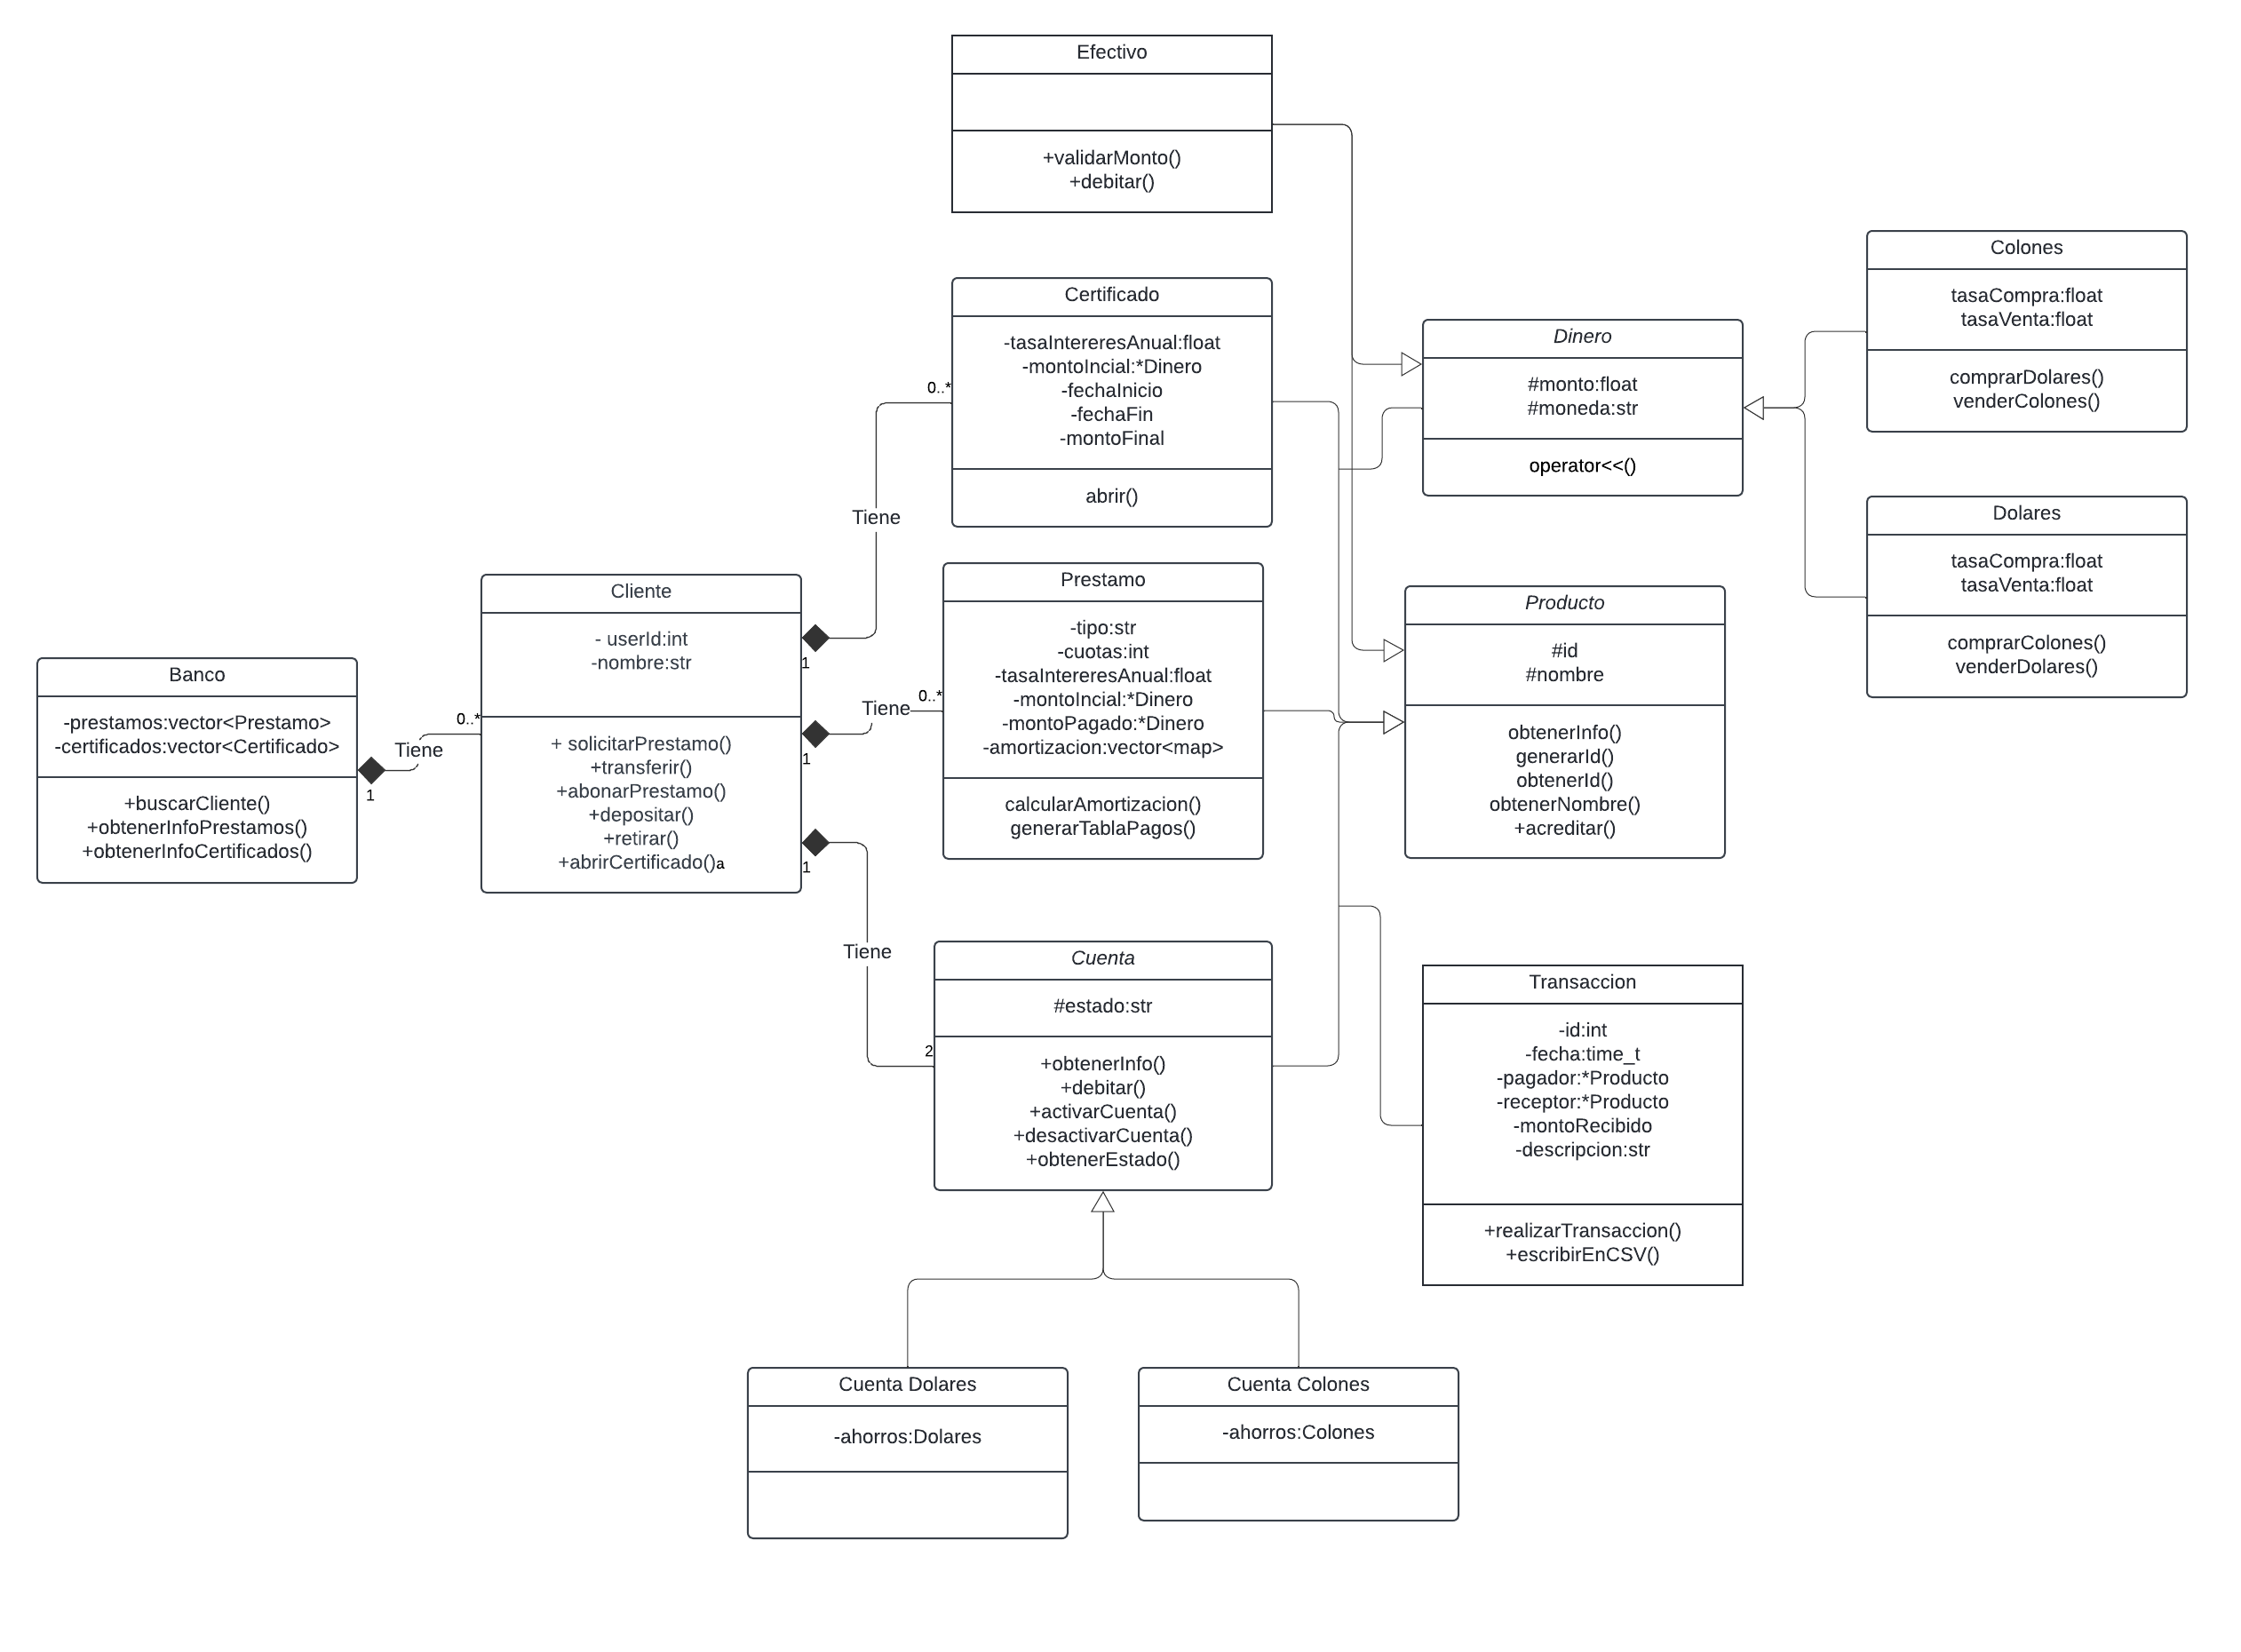 Efectivo
+validarMonto()
+debitar()
Certificado
-tasaIntereresAnual:float
-montoIncial:*Dinero
-fechaInicio
-fechaFin
-montoFinal
abrir()
Dinero
#monto:float
#moneda:str
operator<<()
Colones
tasaCompra:float
tasaVenta:float
comprarDolares()
venderColones()
Dolares
tasaCompra:float
tasaVenta:float
comprarColones()
venderDolares()
Banco
-prestamos:vector<Prestamo>
-certificados:vector<Certificado>
+buscarCliente()
+obtenerInfoPrestamos()
+obtenerInfoCertificados()
1
Tiene
0..*
Cliente
- userId:int
-nombre:str
+ solicitarPrestamo()
+transferir()
+abonarPrestamo()
+depositar()
+retirar()
+abrirCertificado()a
1
Tiene
0..*
1
Tiene
0..*
1
Tiene
2
Prestamo
-tipo:str
-cuotas:int
-tasaIntereresAnual:float
-montoIncial:*Dinero
-montoPagado:*Dinero
-amortizacion:vector<map>
calcularAmortizacion()
generarTablaPagos()
Producto
#id
#nombre
obtenerInfo()
generarId()
obtenerId()
obtenerNombre()
+acreditar()
Cuenta
#estado:str
+obtenerInfo()
+debitar()
+activarCuenta()
+desactivarCuenta()
+obtenerEstado()
Transaccion
-id:int
-fecha:time_t
-pagador:*Producto
-receptor:*Producto
-montoRecibido
-descripcion:str
+realizarTransaccion()
+escribirEnCSV()
Cuenta Dolares
-ahorros:Dolares
Cuenta Colones
-ahorros:Colones